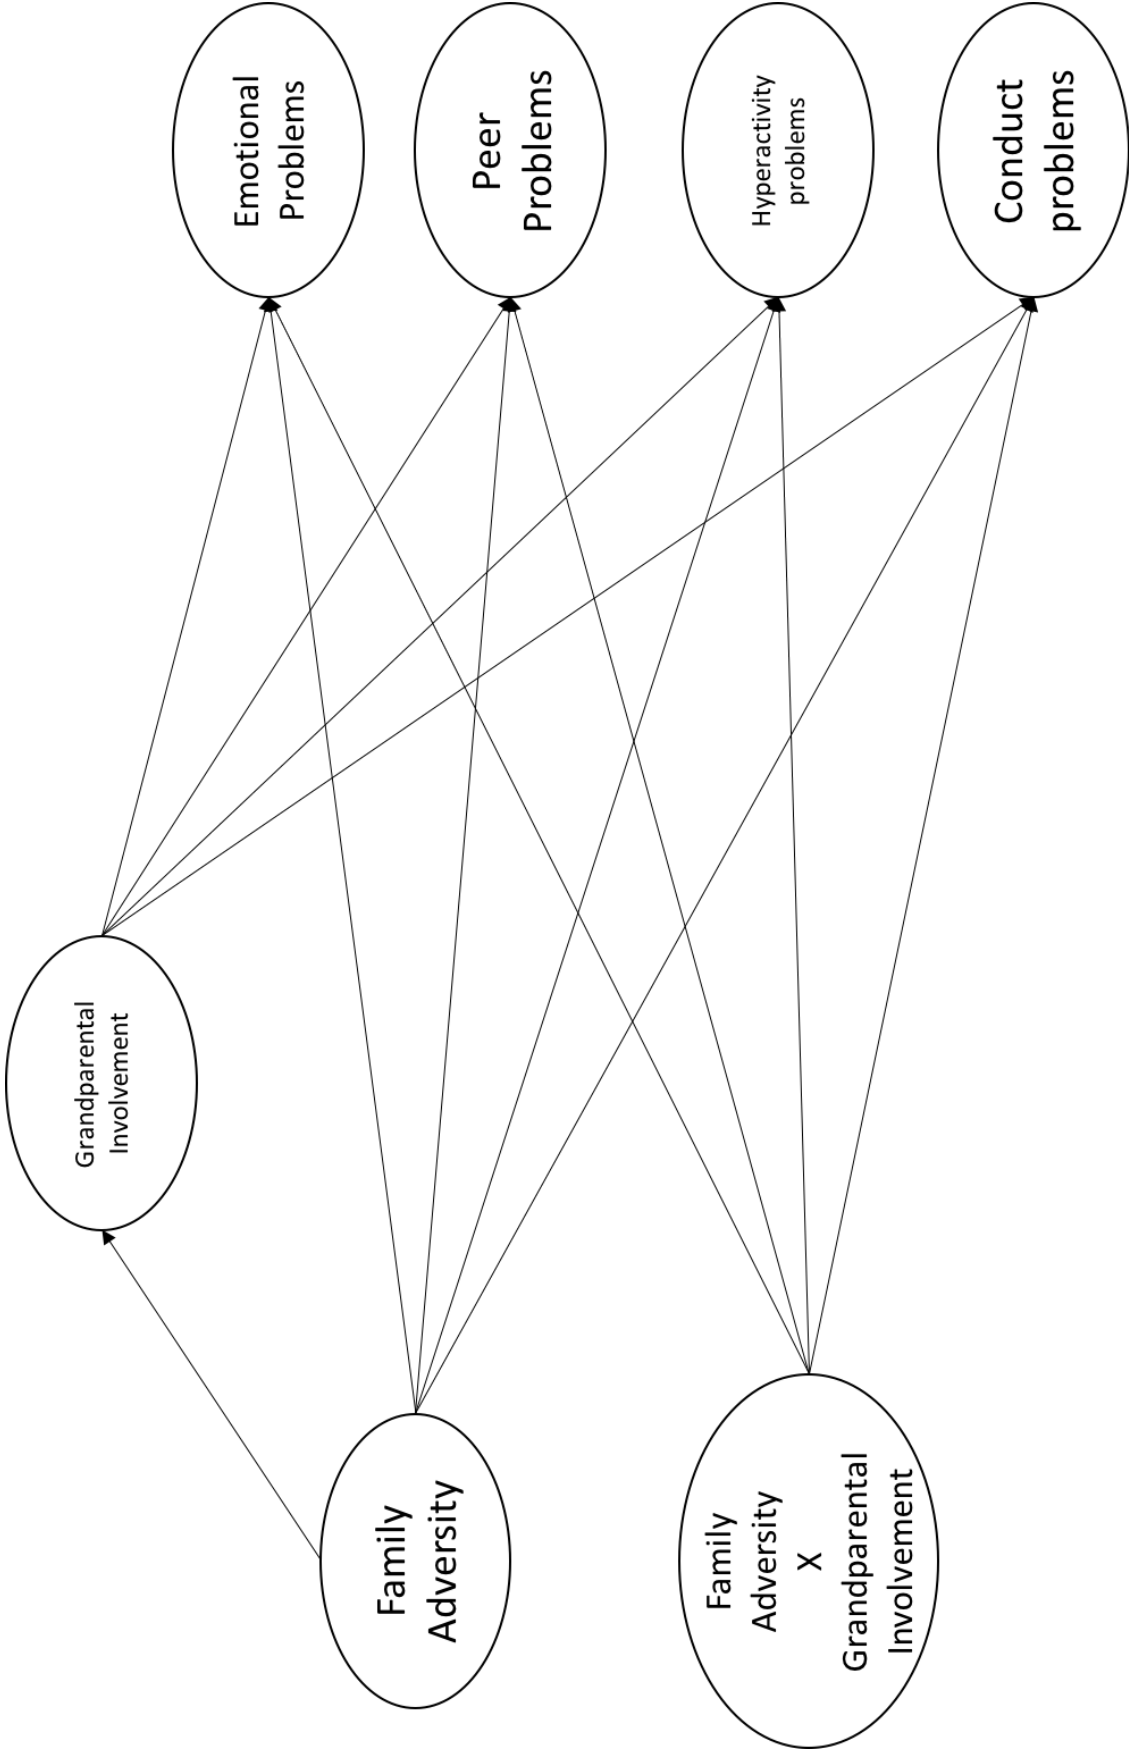 Emotional
Problems
Peer
Problems
Hyperactivity
problems
Conduct
problems
Grandparental
Involvement
Family
Adversity
Family
Adversity
X
Grandparental
Involvement